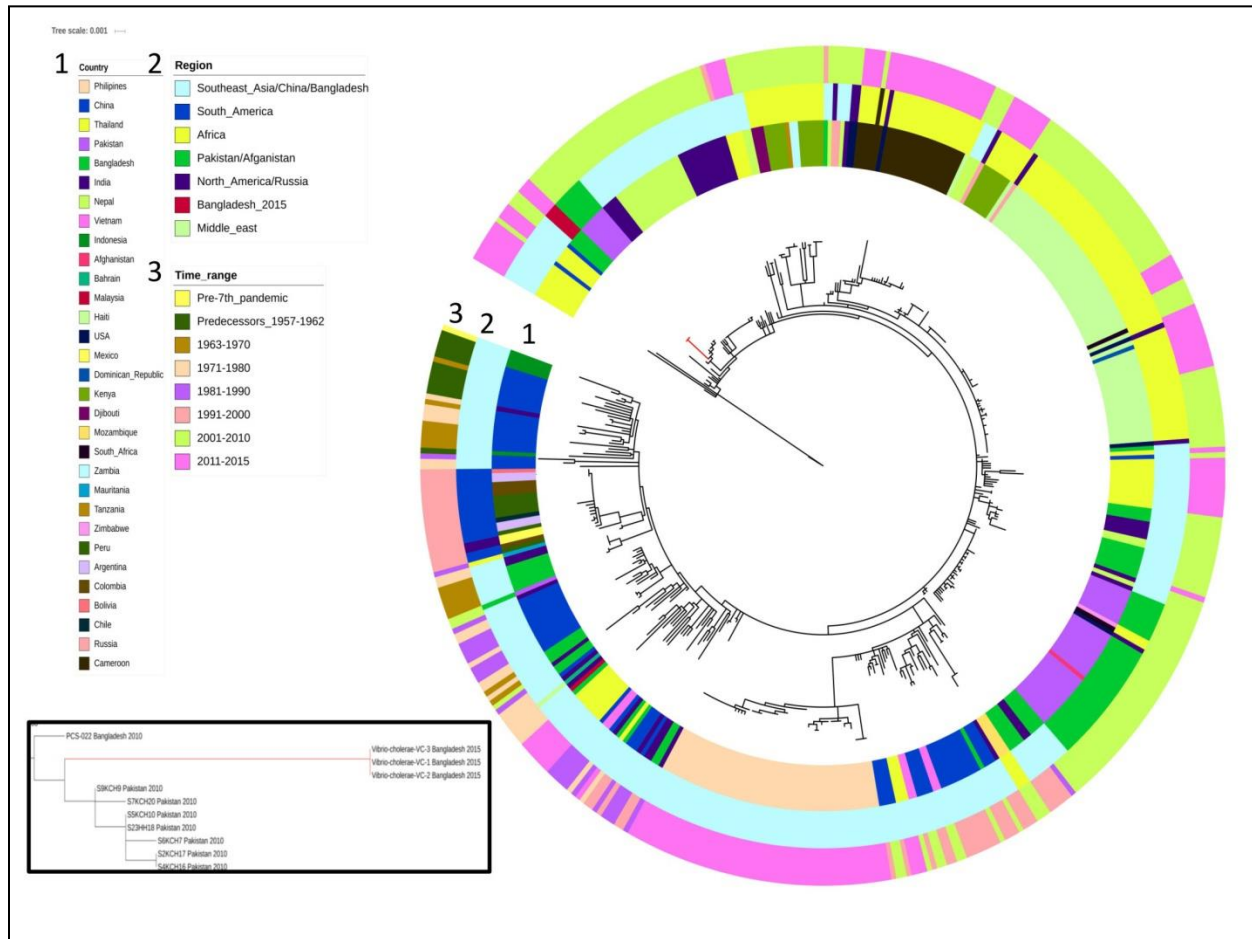 Tree scale: 0.001
1
Country
Philipines
China
Thailand
Pakistan
Bangladesh
India
Nepal
Vietnam
Indonesia
Afghanistan
Bahrain
Malaysia
Haiti
USA
Mexico
Dominican_Republic
Kenya
Djibouti
Mozambique
South_Africa
Zambia
Mauritania
Tanzania
Zimbabwe
Peru
Argentina
Colombia
Bolivia
Chile
Russia
Cameroon
2
Region
Southeast_Asia/China/Bangladesh
South_America
Africa
Pakistan/Afganistan
North_America/Russia
Bangladesh_2015
Middle_east
3
Time_range
Pre-7th_pandemic
Predecessors_1957-1962
1963-1970
1971-1980
1981-1990
1991-2000
2001-2010
2011-2015
3 2 1
PCS-022 Bangladesh 2010
Vibrio-cholerae-VC-3 Bangladesh 2015
Vibrio-cholerae-VC-1 Bangladesh 2015
Vibrio-cholerae-VC-2 Bangladesh 2015
S9KCH9 Pakistan 2010
S7KCH20 Pakistan 2010
S5KCH10 Pakistan 2010
S23HH18 Pakistan 2010
S6KCH7 Pakistan 2010
S2KCH17 Pakistan 2010
S4KCH16 Pakistan 2010